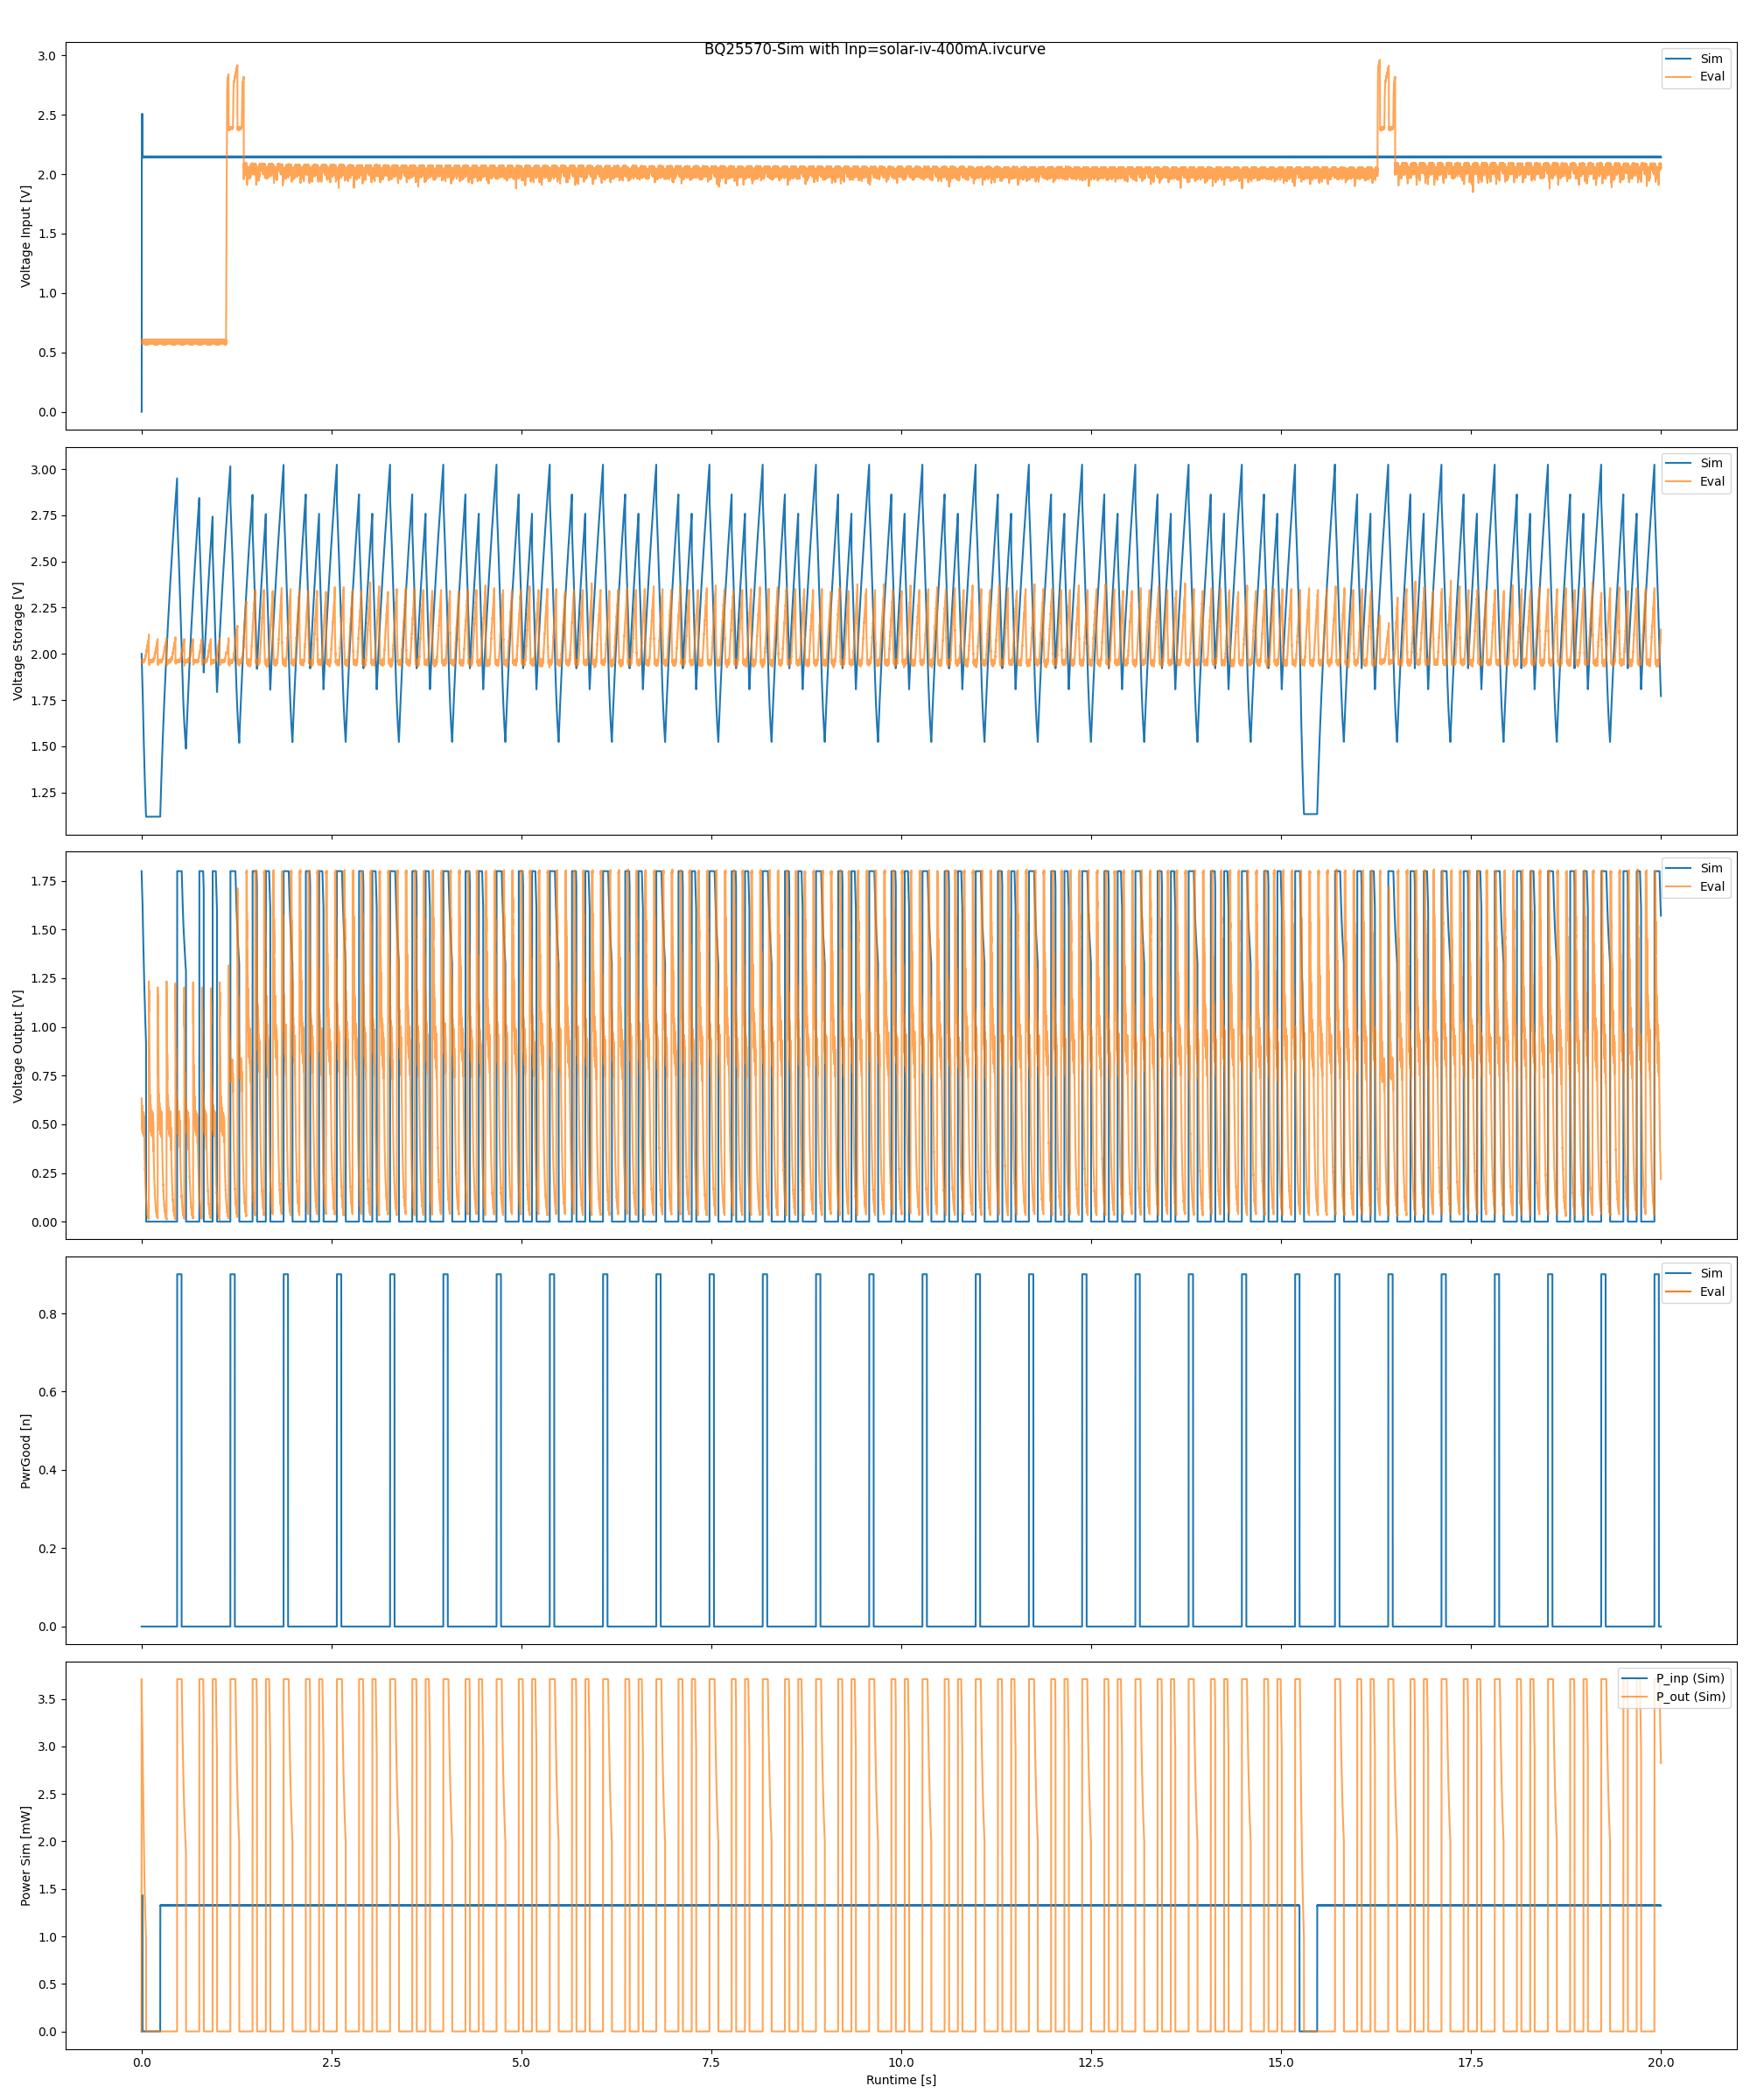 BQ25570-Sim with Inp=solar-iv-400mA.ivcurve
Voltage Input [V]
3.0
2.5
2.0
1.5
1.0
0.5
0.0
Sim
Eval
Voltage Storage [V]
3.00
2.75
2.50
2.25
2.00
1.75
1.50
1.25
Sim
Eval
Voltage Output [V]
1.75
1.50
1.25
1.00
0.75
0.50
0.25
0.00
Sim
Eval
PwrGood [n]
0.8
0.6
0.4
0.2
0.0
Sim
Eval
Power Sim [mW]
3.5
3.0
2.5
2.0
1.5
1.0
0.5
0.0
P_inp (Sim)
P_out (Sim)
0.0 2.5 5.0 7.5 10.0 12.5 15.0 17.5 20.0
Runtime [s]